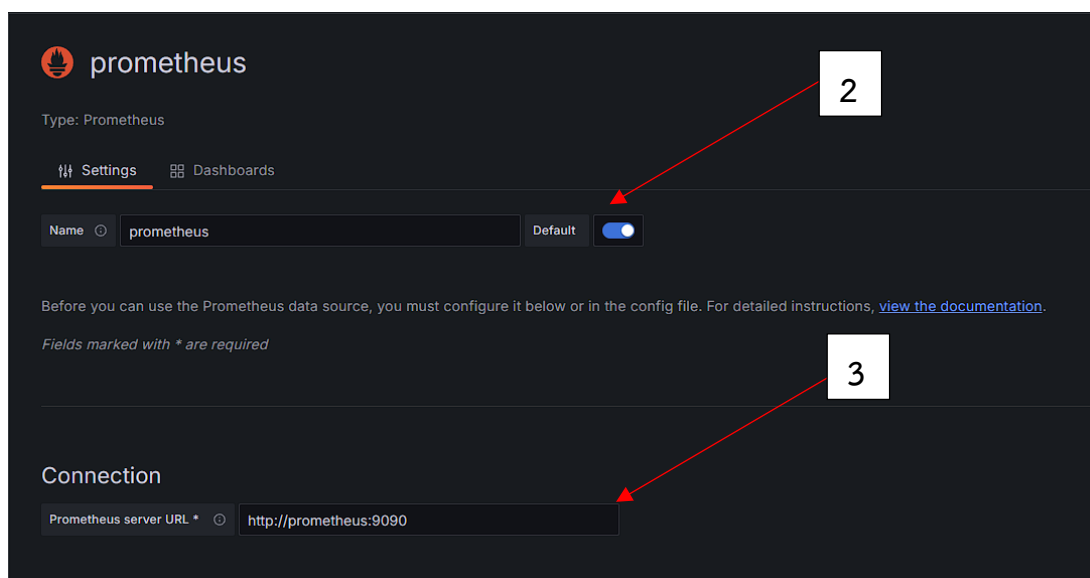 prometheus
2
Type: Prometheus
Settings Dashboards
Name prometheus Default
Before you can use the Prometheus data source, you must configure it below or in the config file. For detailed instructions, view the documentation.
Fields marked with * are required
3
Connection
Prometheus server URL * http://prometheus:9090